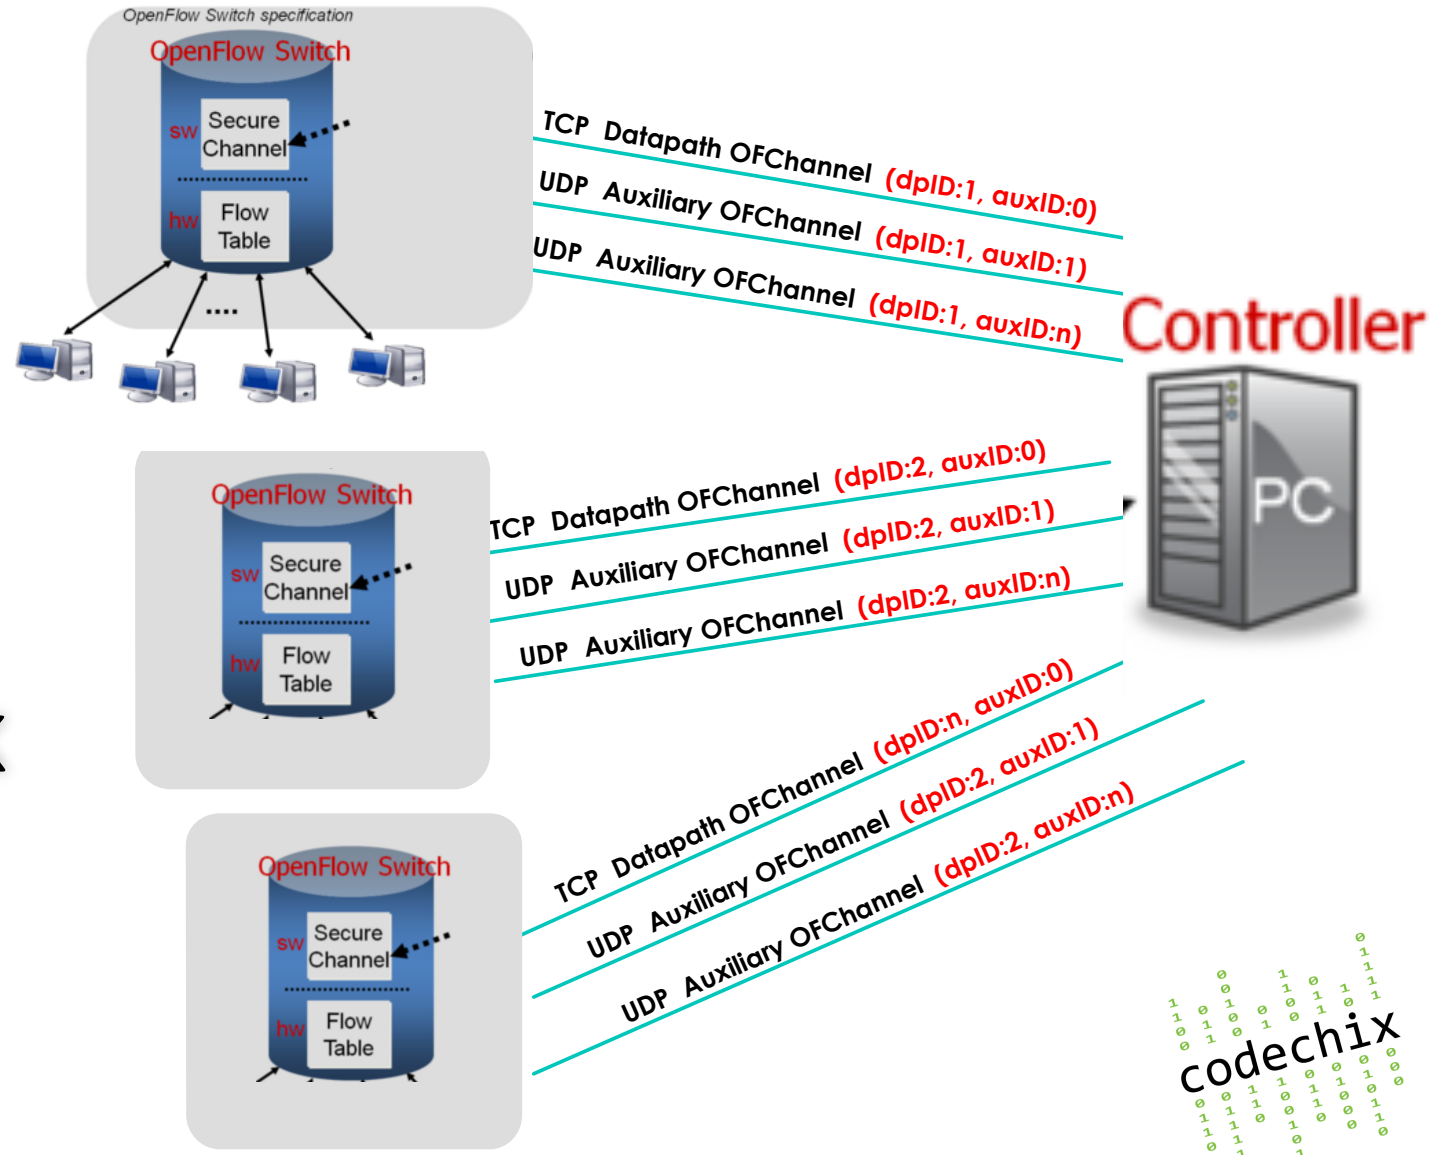 OpenFlow Switch specification
OpenFlow Switch
sw
Secure
Channel
hw
Flow
Table
....
TCP Datapath OFChannel (dpID:1, auxID:0)
UDP Auxiliary OFChannel (dpID:1, auxID:1)
UDP Auxiliary OFChannel (dpID:1, auxID:n)
Controller
PC
OpenFlow Switch
sw
Secure
Channel
hw
Flow
Table
TCP Datapath OFChannel (dpID:2, auxID:0)
UDP Auxiliary OFChannel (dpID:2, auxID:1)
UDP Auxiliary OFChannel (dpID:2, auxID:n)
OpenFlow Switch
sw
Secure
Channel
hw
Flow
Table
TCP Datapath OFChannel (dpID:n, auxID:0)
UDP Auxiliary OFChannel (dpID:2, auxID:1)
UDP Auxiliary OFChannel (dpID:2, auxID:n)
codechix